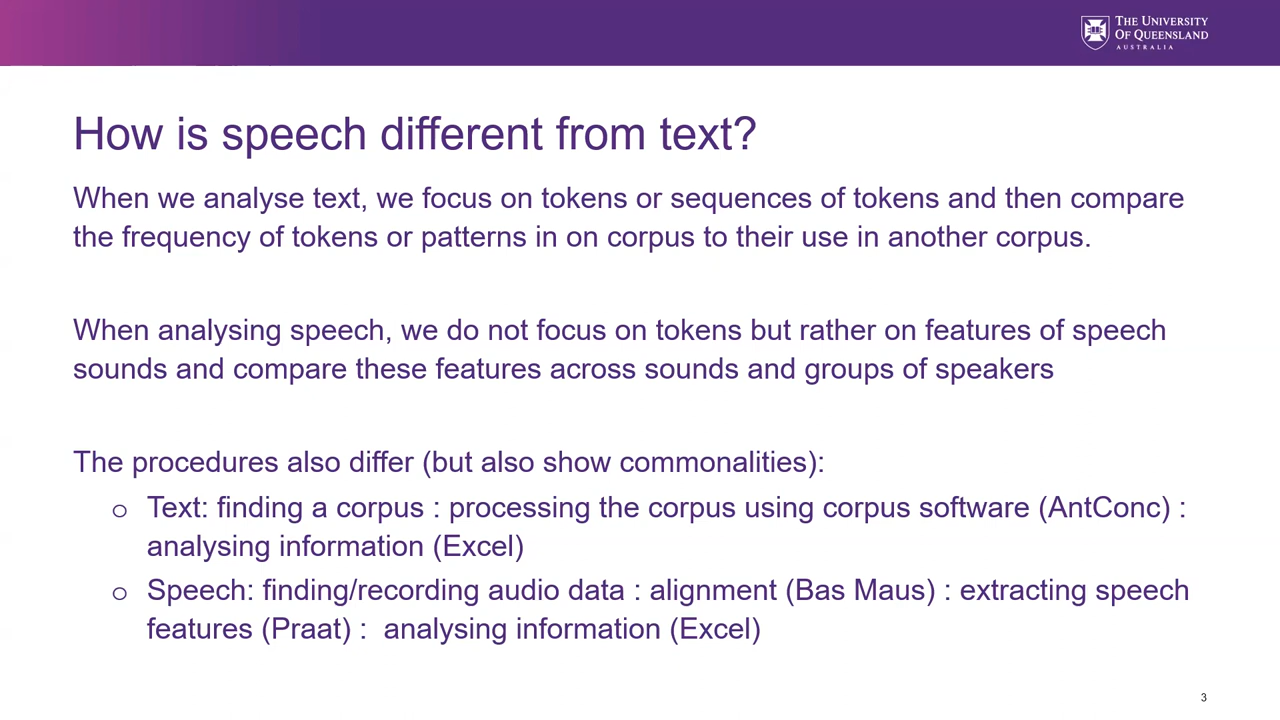 THE UNIVERSITY
OF QUEENSLAND
AUSTRALIA
How is speech different from text?
When we analyse text, we focus on tokens or sequences of tokens and then compare
the frequency of tokens or patterns in on corpus to their use in another corpus.
When analysing speech, we do not focus on tokens but rather on features of speech
sounds and compare these features across sounds and groups of speakers
The procedures also differ (but also show commonalities):
o Text: finding a corpus : processing the corpus using corpus software (AntConc) :
analysing information (Excel)
o Speech: finding/recording audio data : alignment (Bas Maus) : extracting speech
features (Praat) : analysing information (Excel)
3